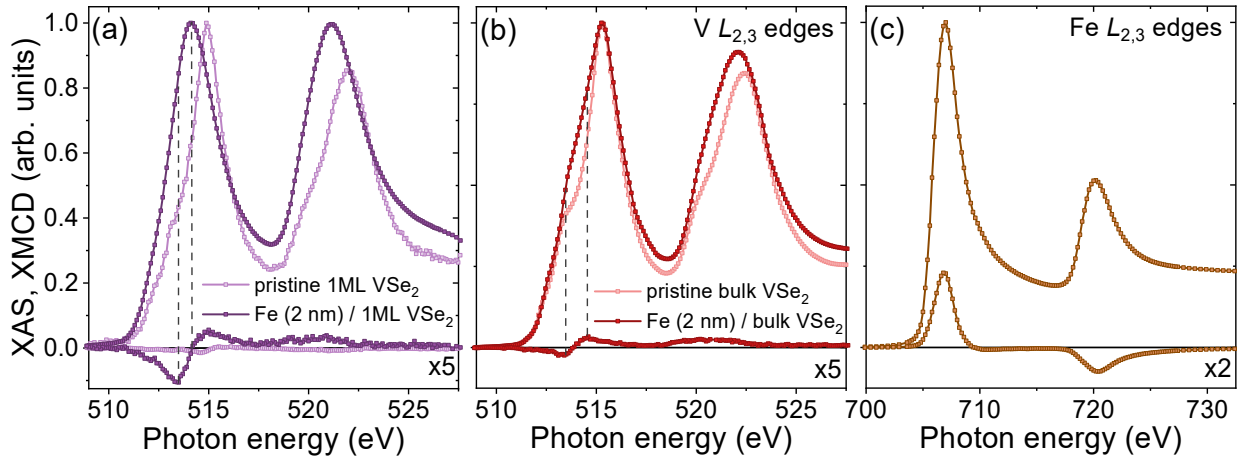 (a)
(b)
V L2,3 edges
(c)
Fe L2,3 edges
XAS, XMCD (arb. units)
1.0
0.8
0.6
0.4
0.2
0.0
pristine 1ML VSe2
Fe (2 nm) / 1ML VSe2
x5
pristine bulk VSe2
Fe (2 nm) / bulk VSe2
x5
x2
510 515 520 525
510 515 520 525
700 710 720 730
Photon energy (eV)
Photon energy (eV)
Photon energy (eV)